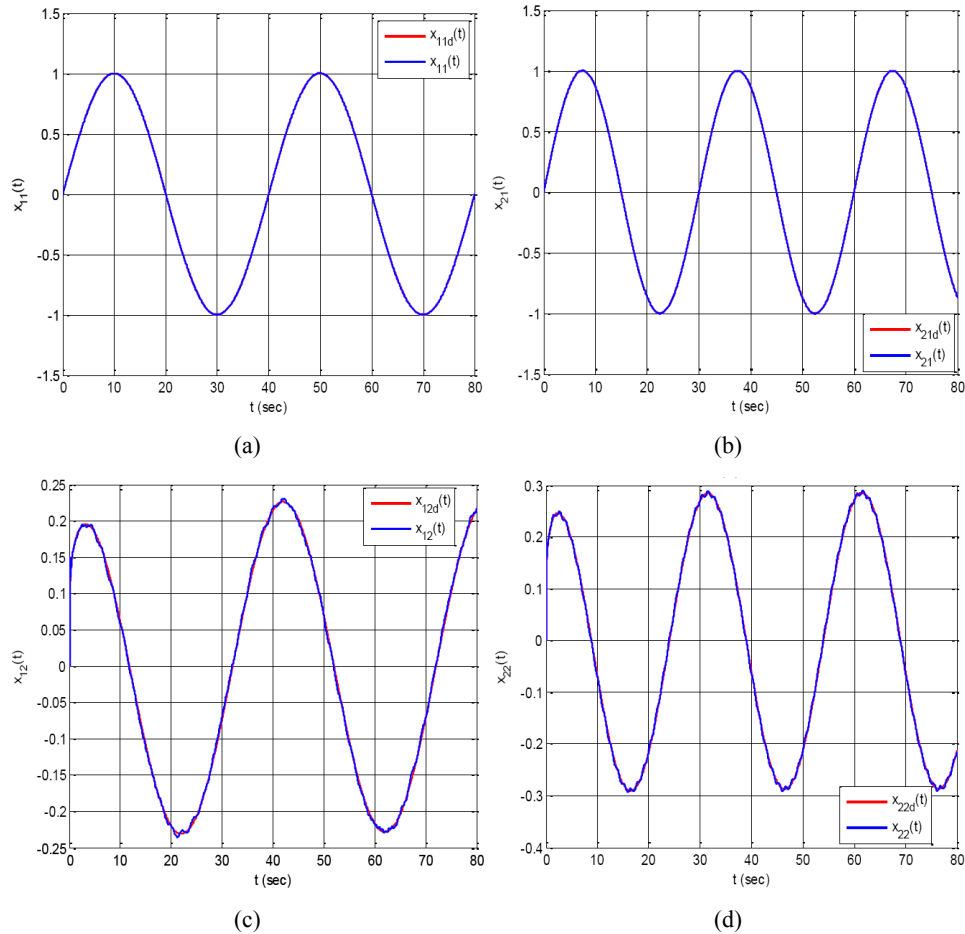 1.5
1
0.5
0
-0.5
-1
-1.5
x11(t)
x11d(t)
x11(t)
0 10 20 30 40 50 60 70 80
t (sec)
(a)
1.5
1
0.5
0
-0.5
-1
-1.5
x21(t)
x21d(t)
x21(t)
0 10 20 30 40 50 60 70 80
t (sec)
(b)
0.25
0.2
0.15
0.1
0.05
0
-0.05
-0.1
-0.15
-0.2
-0.25
x12(t)
x12d(t)
x12(t)
0 10 20 30 40 50 60 70 80
t (sec)
(c)
0.3
0.2
0.1
0
-0.1
-0.2
-0.3
-0.4
x22(t)
x22d(t)
x22(t)
0 10 20 30 40 50 60 70 80
t (sec)
(d)